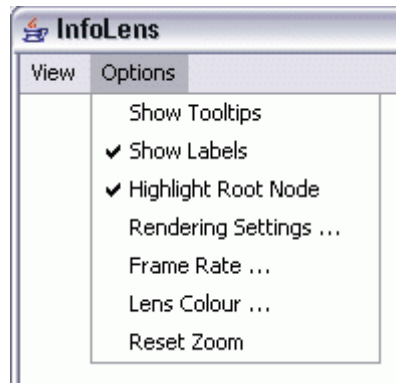 InfoLens
View Options
Show Tooltips
Show Labels
Highlight Root Node
Rendering Settings ...
Frame Rate ...
Lens Colour ...
Reset Zoom